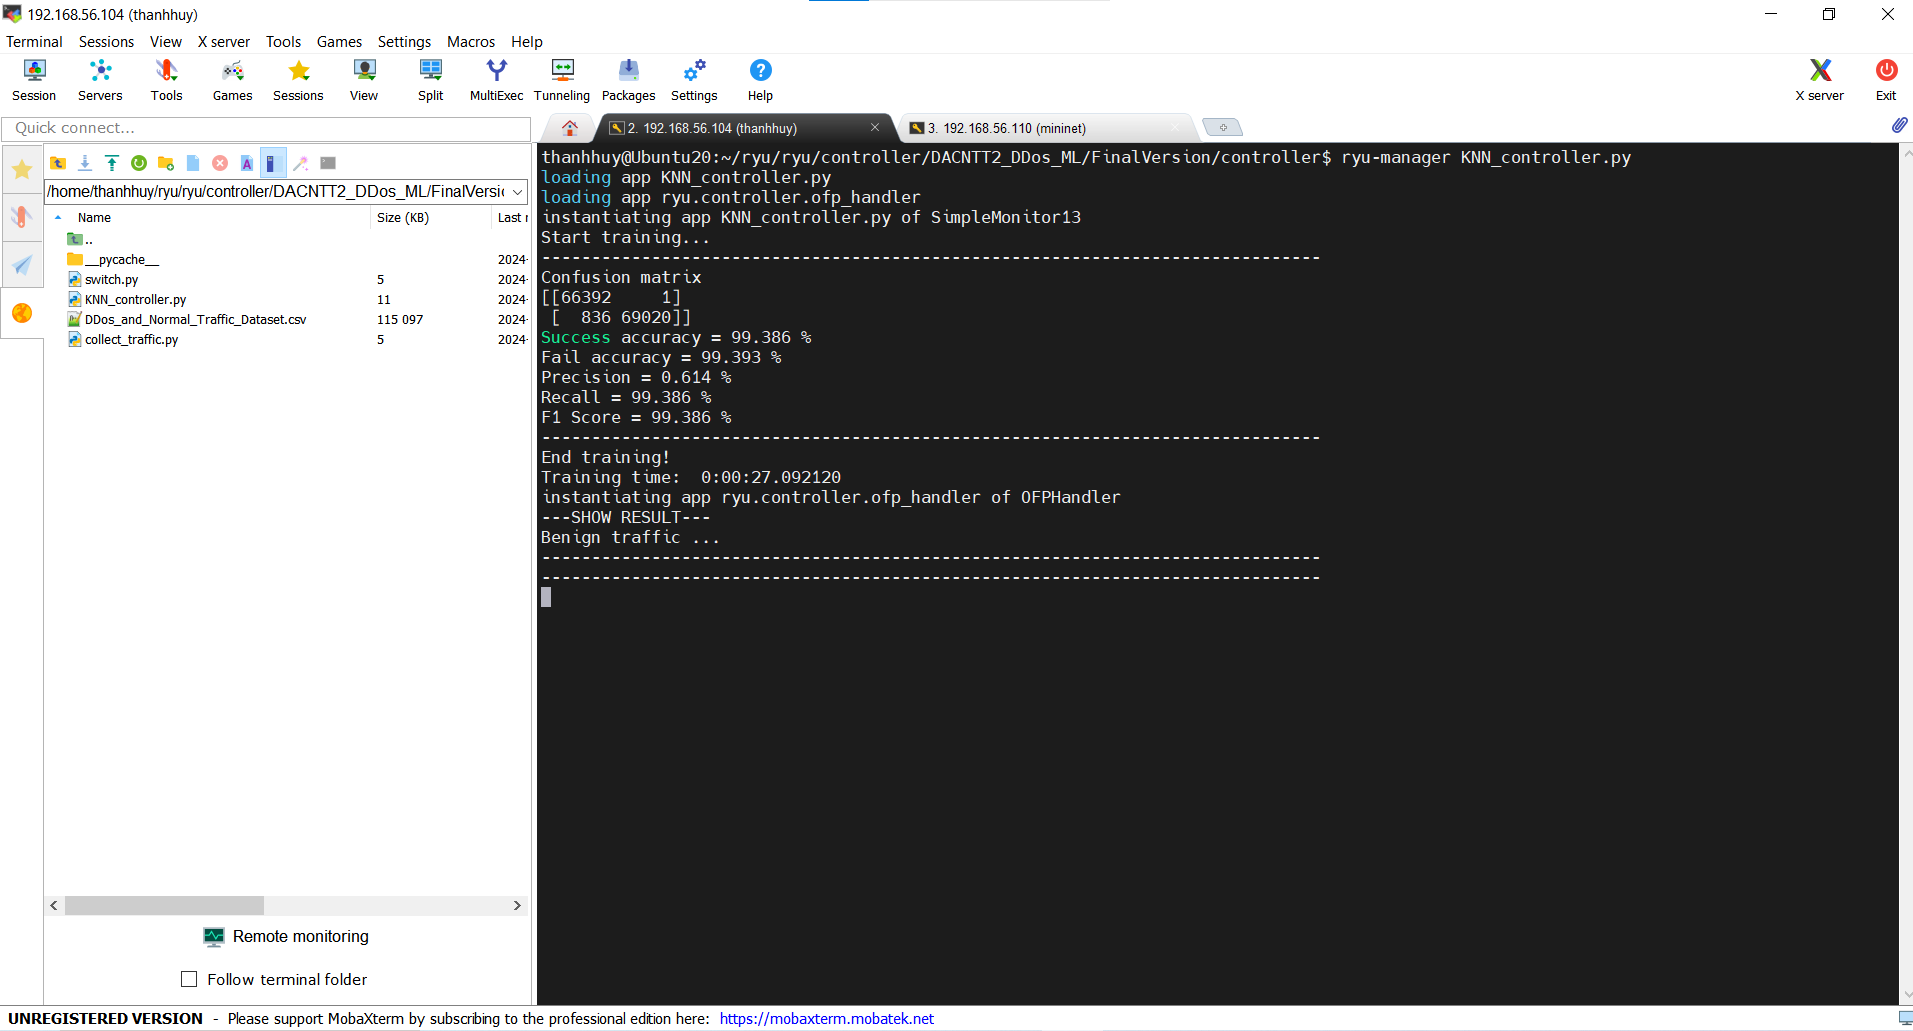 192.168.56.104 (thanhhuy)
Terminal Sessions View X server Tools Games Settings Macros Help
Session Servers Tools Games Sessions View Split MultiExec Tunneling Packages Settings Help X server Exit
Quick connect...
2. 192.168.56.104 (thanhhuy)
3. 192.168.56.110 (mininet)
/home/thanhhuy/ryu/ryu/controller/DACNTT2_DDos_ML/FinalVersio
Name Size (KB) Last
..
__pycache__ 2024-
switch.py 5 2024-
KNN_controller.py 11 2024-
DDos_and_Normal_Traffic_Dataset.csv 115 097 2024-
collect_traffic.py 5 2024-
Remote monitoring
Follow terminal folder
thanhhuy@Ubuntu20:~/ryu/ryu/controller/DACNTT2_DDos_ML/FinalVersion/controller$ ryu-manager KNN_controller.py
loading app KNN_controller.py
loading app ryu.controller.ofp_handler
instantiating app KNN_controller.py of SimpleMonitor13
Start training...
------------------------------------------------------------------------------
Confusion matrix
[[66392     1]
 [  836 69020]]
Success accuracy = 99.386 %
Fail accuracy = 99.393 %
Precision = 0.614 %
Recall = 99.386 %
F1 Score = 99.386 %
------------------------------------------------------------------------------
End training!
Training time:  0:00:27.092120
instantiating app ryu.controller.ofp_handler of OFPHandler
---SHOW RESULT---
Benign traffic ...
------------------------------------------------------------------------------
------------------------------------------------------------------------------
UNREGISTERED VERSION - Please support MobaXterm by subscribing to the professional edition here: https://mobaxterm.mobatek.net